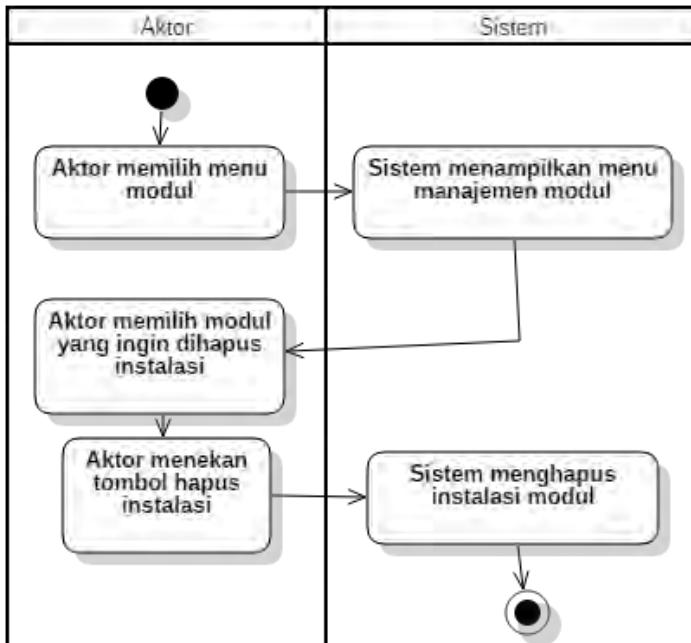 Aktor
Sistem
Aktor memilih menu
modul
Sistem menampilkan menu
manajemen modul
Aktor memilih modul
yang ingin dihapus
instalasi
Aktor menekan
tombol hapus
instalasi
Sistem menghapus
instalasi modul